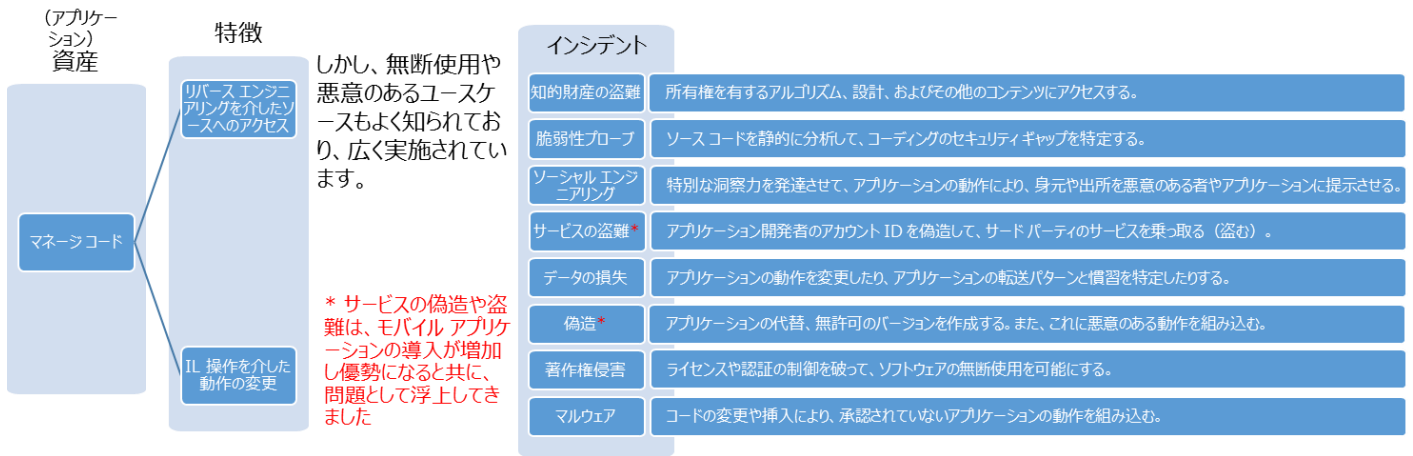 （アプリケー
ション）
資産
マネージ コード
特徴
リバース エンジニ
アリングを介したソ
ースへのアクセス
IL 操作を介した
動作の変更
しかし、無断使用や
悪意のあるユースケ
ースもよく知られてお
り、広く実施されてい
ます。
* サービスの偽造や盗
難は、モバイル アプリケ
ーションの導入が増加
し優勢になると共に、
問題として浮上してき
ました
インシデント
知的財産の盗難
所有権を有するアルゴリズム、設計、およびその他のコンテンツにアクセスする。
脆弱性プローブ
ソース コードを静的に分析して、コーディングのセキュリティ ギャップを特定する。
ソーシャル エンジ
ニアリング
特別な洞察力を発達させて、アプリケーションの動作により、身元や出所を悪意のある者やアプリケーションに提示させる。
サービスの盗難*
アプリケーション開発者のアカウント ID を偽造して、サード パーティのサービスを乗っ取る（盗む）。
データの損失
アプリケーションの動作を変更したり、アプリケーションの転送パターンと慣習を特定したりする。
偽造*
アプリケーションの代替、無許可のバージョンを作成する。また、これに悪意のある動作を組み込む。
著作権侵害
ライセンスや認証の制御を破って、ソフトウェアの無断使用を可能にする。
マルウェア
コードの変更や挿入により、承認されていないアプリケーションの動作を組み込む。